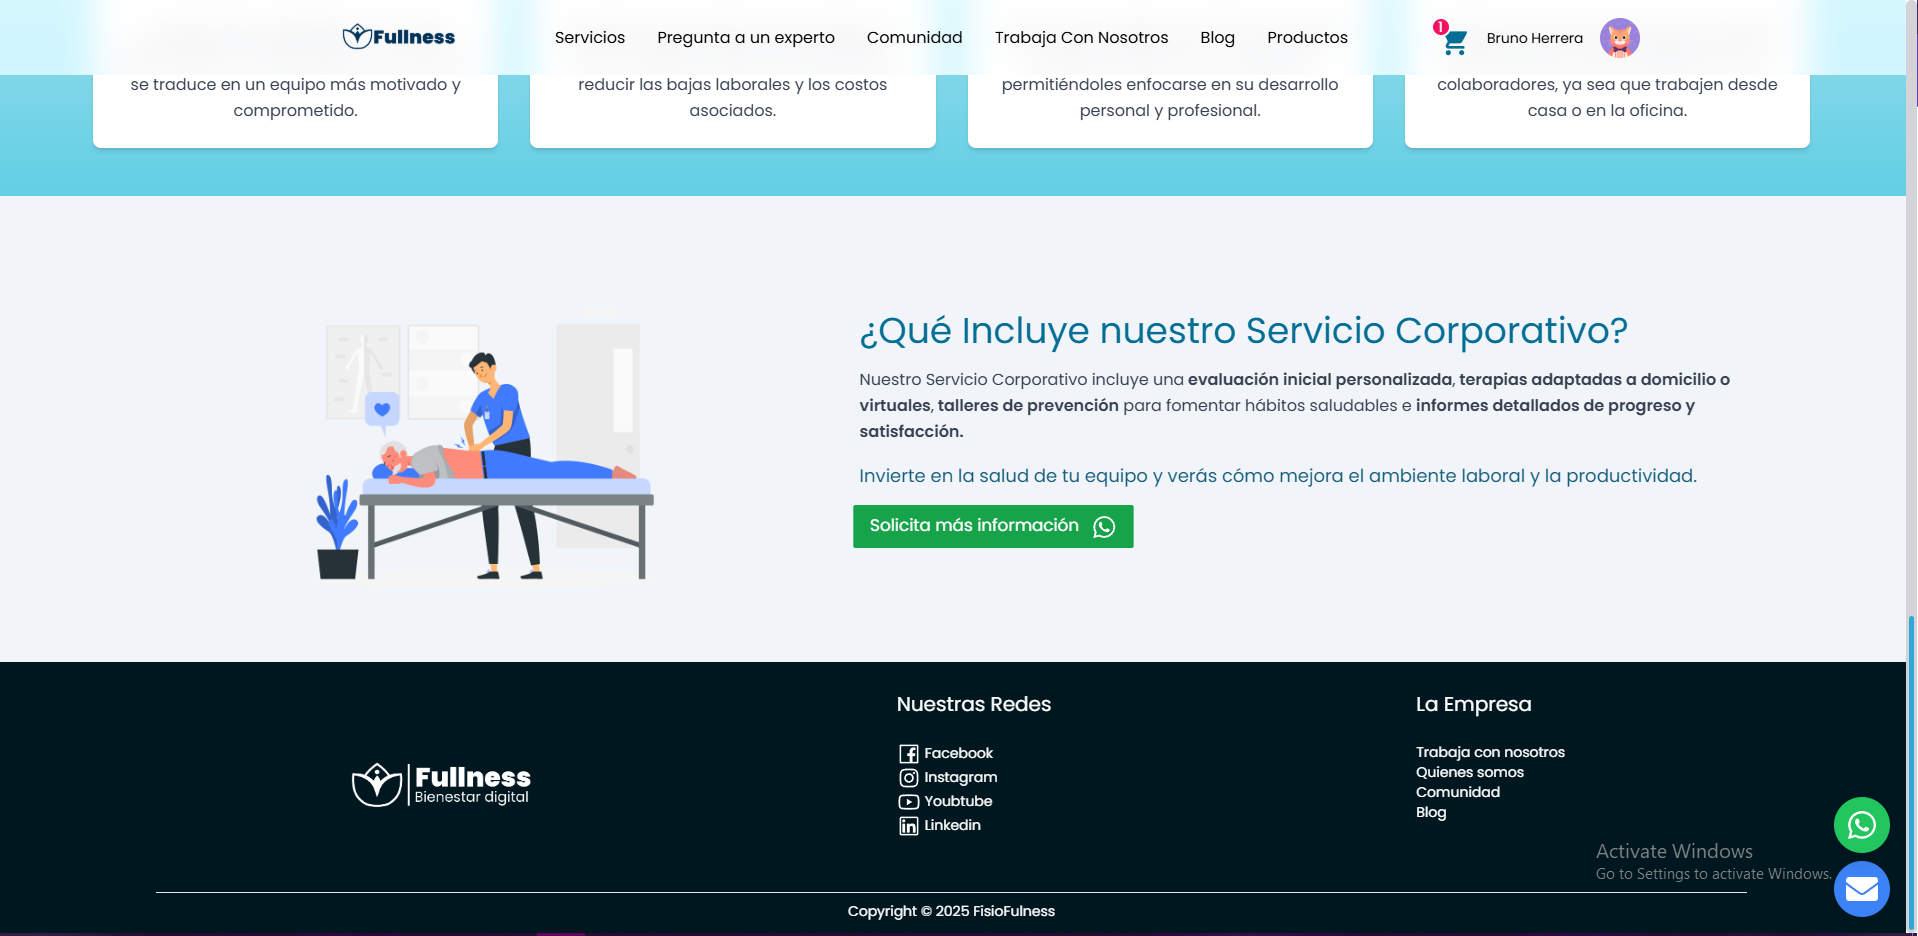 Fullness
Servicios
Pregunta a un experto
Comunidad
Trabaja Con Nosotros
Blog
Productos
1
Bruno Herrera
se traduce en un equipo más motivado y
comprometido.
reducir las bajas laborales y los costos
asociados.
permitiéndoles enfocarse en su desarrollo
personal y profesional.
colaboradores, ya sea que trabajen desde
casa o en la oficina.
¿Qué Incluye nuestro Servicio Corporativo?
Nuestro Servicio Corporativo incluye una evaluación inicial personalizada, terapias adaptadas a domicilio o
virtuales, talleres de prevención para fomentar hábitos saludables e informes detallados de progreso y
satisfacción.
Invierte en la salud de tu equipo y verás cómo mejora el ambiente laboral y la productividad.
Solicita más información
Fullness
Bienestar digital
Nuestras Redes
Facebook
Instagram
Youbtube
Linkedin
La Empresa
Trabaja con nosotros
Quienes somos
Comunidad
Blog
Activate Windows
Go to Settings to activate Windows.
Copyright © 2025 FisioFulness